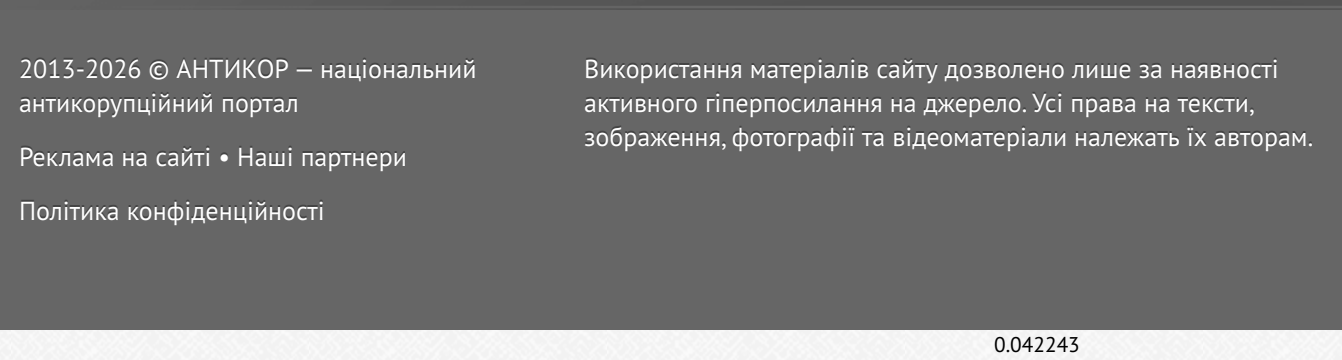 2013-2026 © АНТИКОР — національний
антикорупційний портал
Реклама на сайті • Наші партнери
Політика конфіденційності
Використання матеріалів сайту дозволено лише за наявності
активного гіперпосилання на джерело. Усі права на тексти,
зображення, фотографії та відеоматеріали належать їх авторам.
0.042243